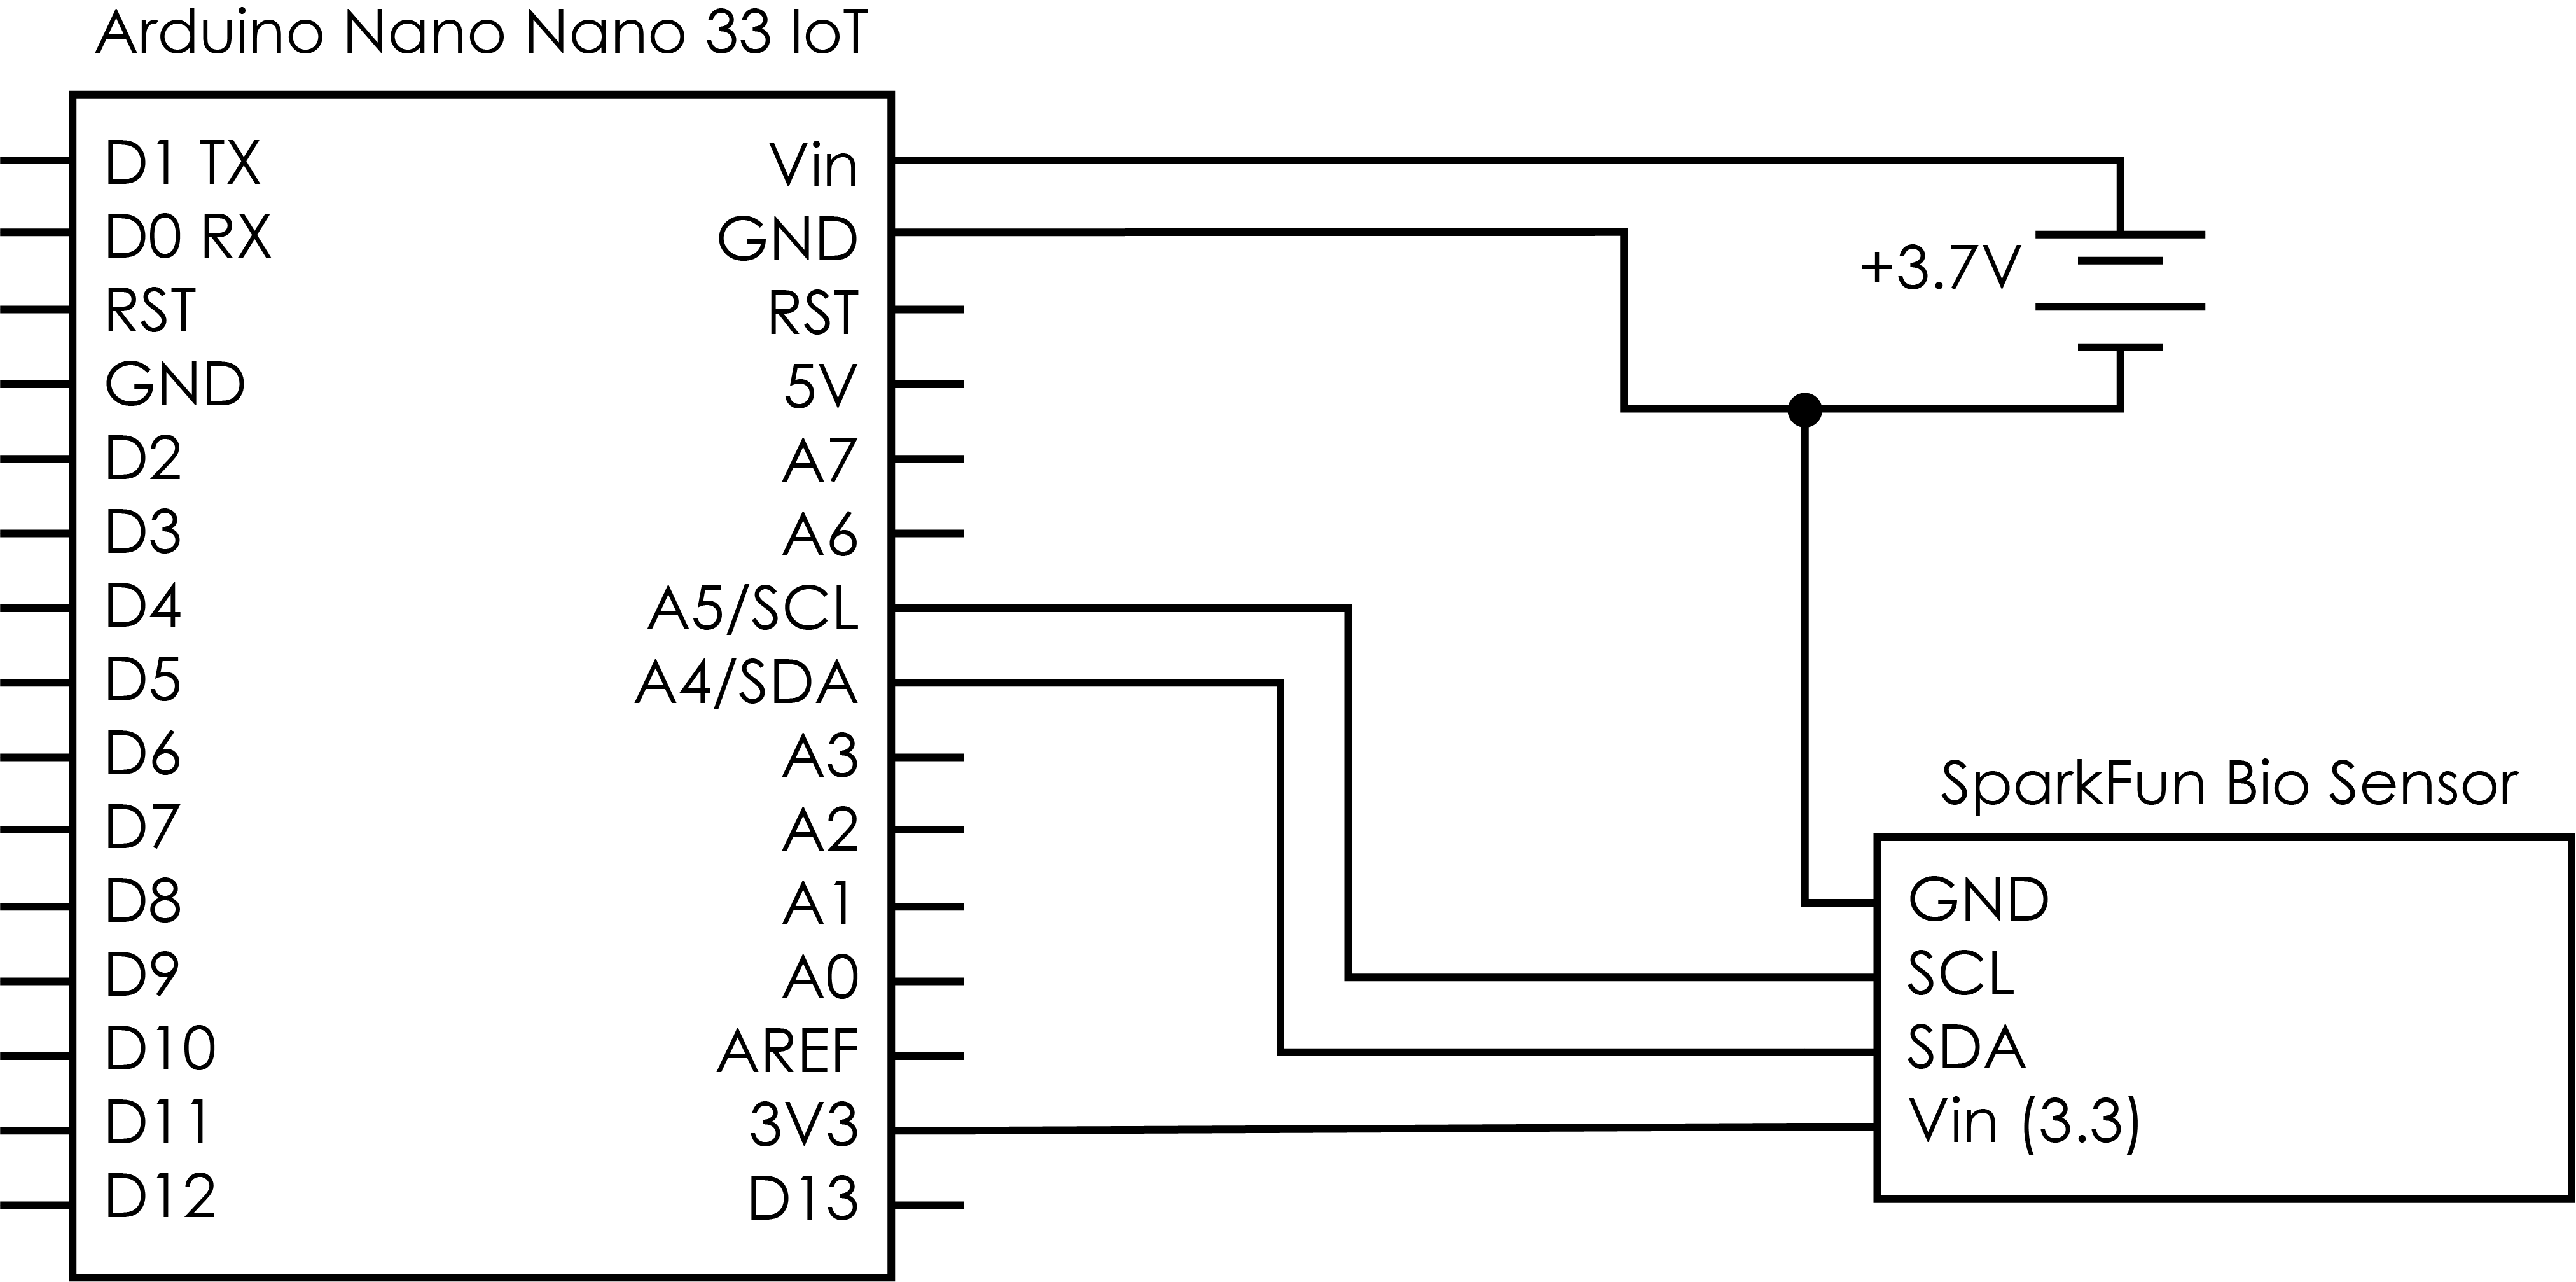 Arduino Nano Nano 33 IoT
D1 TX
D0 RX
RST
GND
D2
D3
D4
D5
D6
D7
D8
D9
D10
D11
D12
Vin
GND
RST
5V
A7
A6
A5/SCL
A4/SDA
A3
A2
A1
A0
AREF
3V3
D13
+3.7V
SparkFun Bio Sensor
GND
SCL
SDA
Vin (3.3)